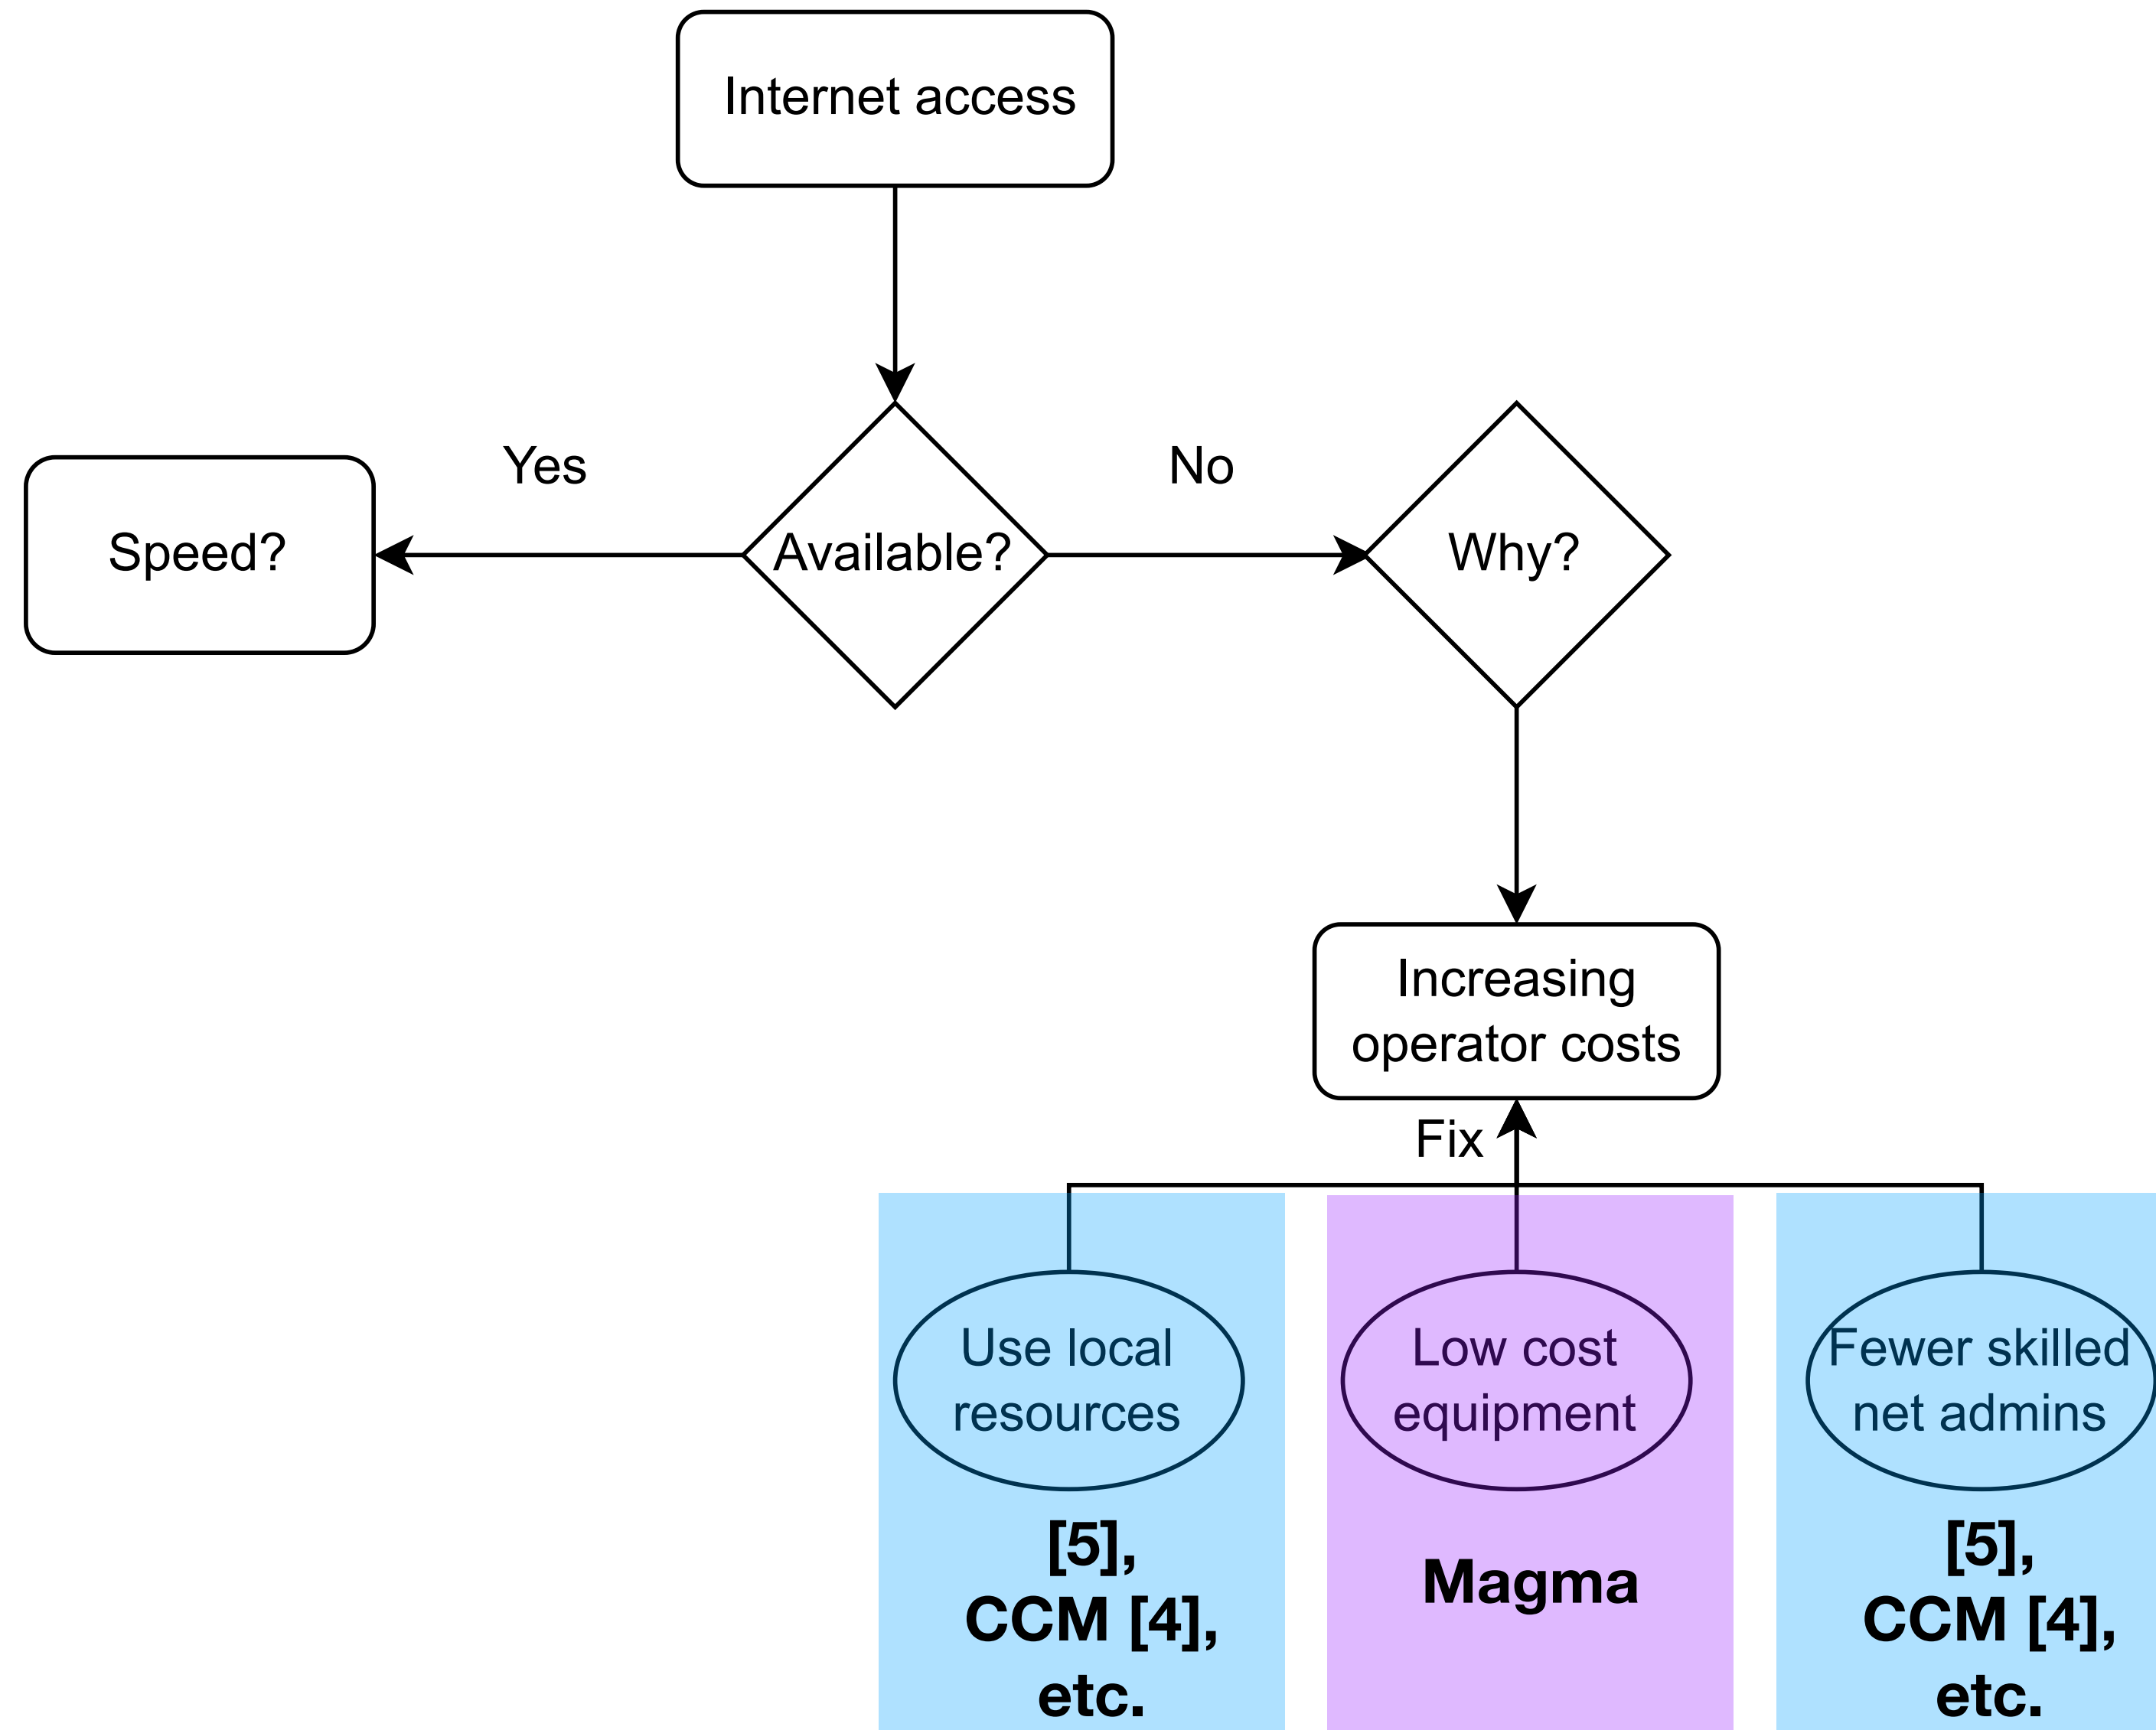 Internet access
Yes
No
Speed?
Available?
Why?
Increasing
operator costs
Fix
Use local
resources
[5],
CCM [4],
etc.
Low cost
equipment
Magma
Fewer skilled
net admins
[5],
CCM [4],
etc.